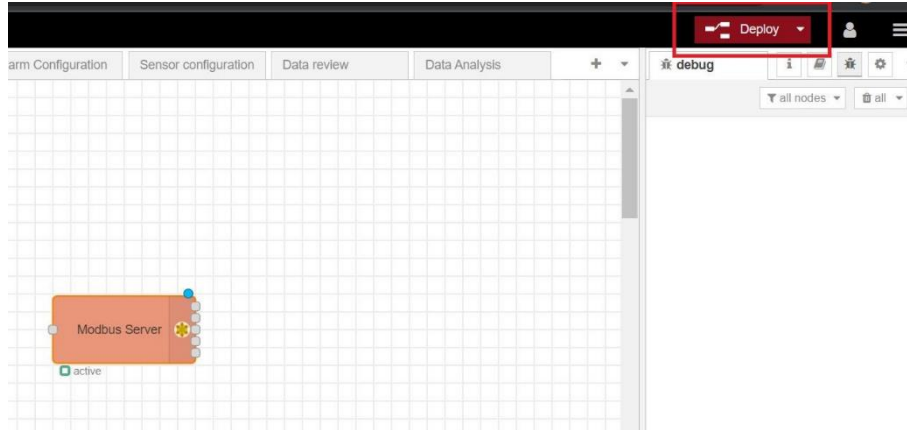 Deploy
arm Configuration Sensor configuration Data review Data Analysis + debug i
all nodes all
Modbus Server
active